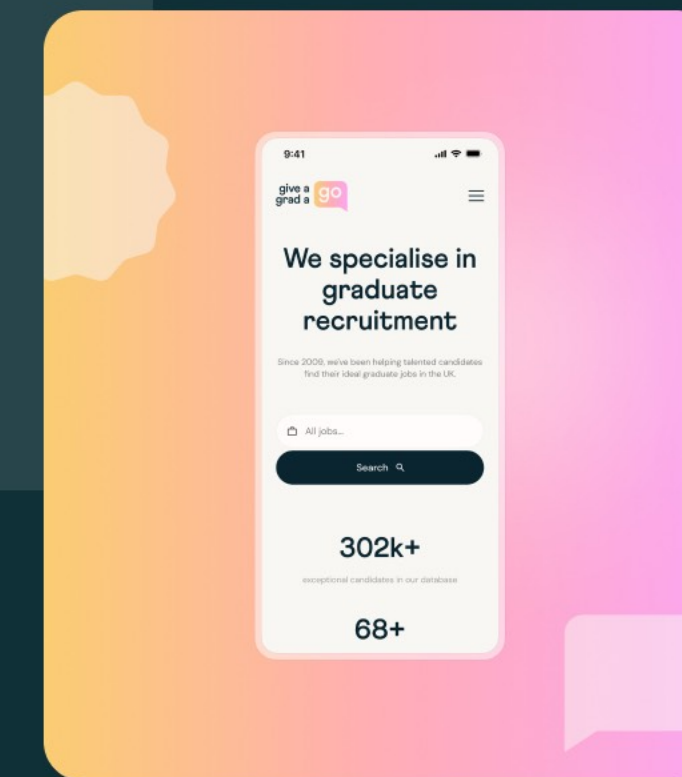 9:41
give a
grad a go
We specialise in
graduate
recruitment
Since 2009, we've been helping talented candidates
find their ideal graduate jobs in the UK.
All jobs...
Search
302k+
exceptional candidates in our database
68+